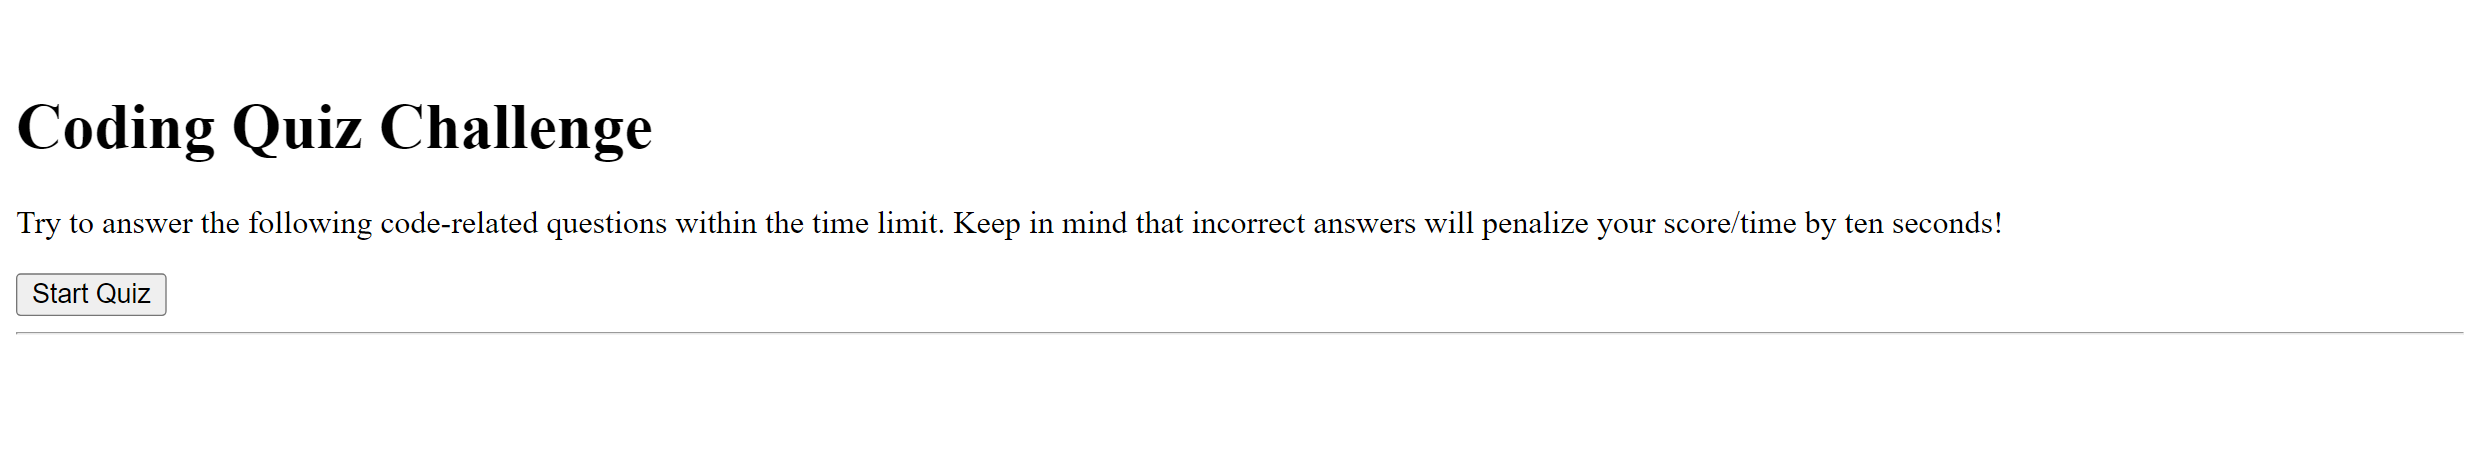 Coding Quiz Challenge
Try to answer the following code-related questions within the time limit. Keep in mind that incorrect answers will penalize your score/time by ten seconds!
Start Quiz